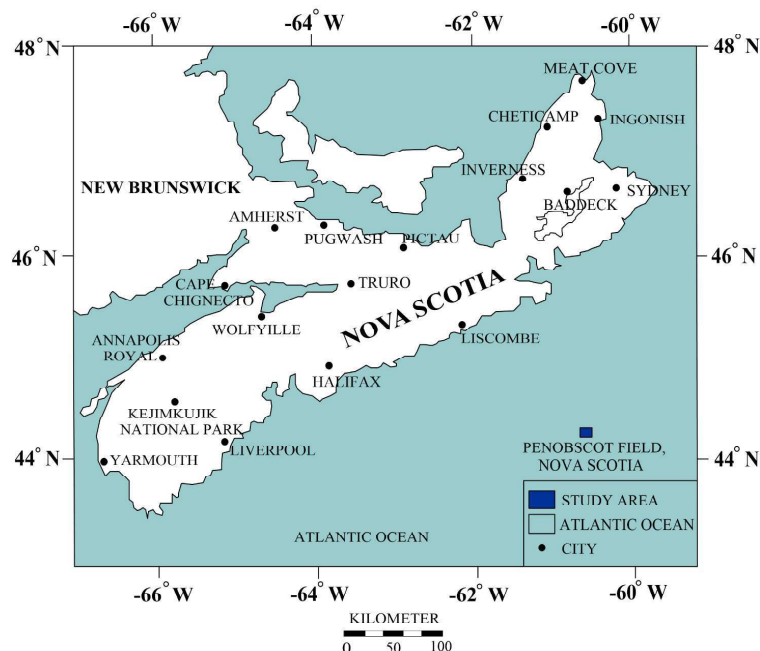 -66° -64° -62° -60°
48° N 48° N
MEAT COVE
CHETICAMP
INGONISH
INVERNESS
NEW BRUNSWICK
SYDNEY
BADDECK
AMHERST
PUGWASH PICTAU
46° N 46° N
CAPE
CHIGNECTO
TRURO
NOVA SCOTIA
WOLFYILLE
LISCOMBE
ANNAPOLIS
ROYAL
HALIFAX
KEJIMKUJIK
NATIONAL PARK
LIVERPOOL
PENOBSCOT FIELD,
NOVA SCOTIA
44° N 44° N
YARMOUTH
STUDY AREA
ATLANTIC OCEAN
CITY
ATLANTIC OCEAN
-66° -64° -62° -60°
KILOMETER
0 50 100